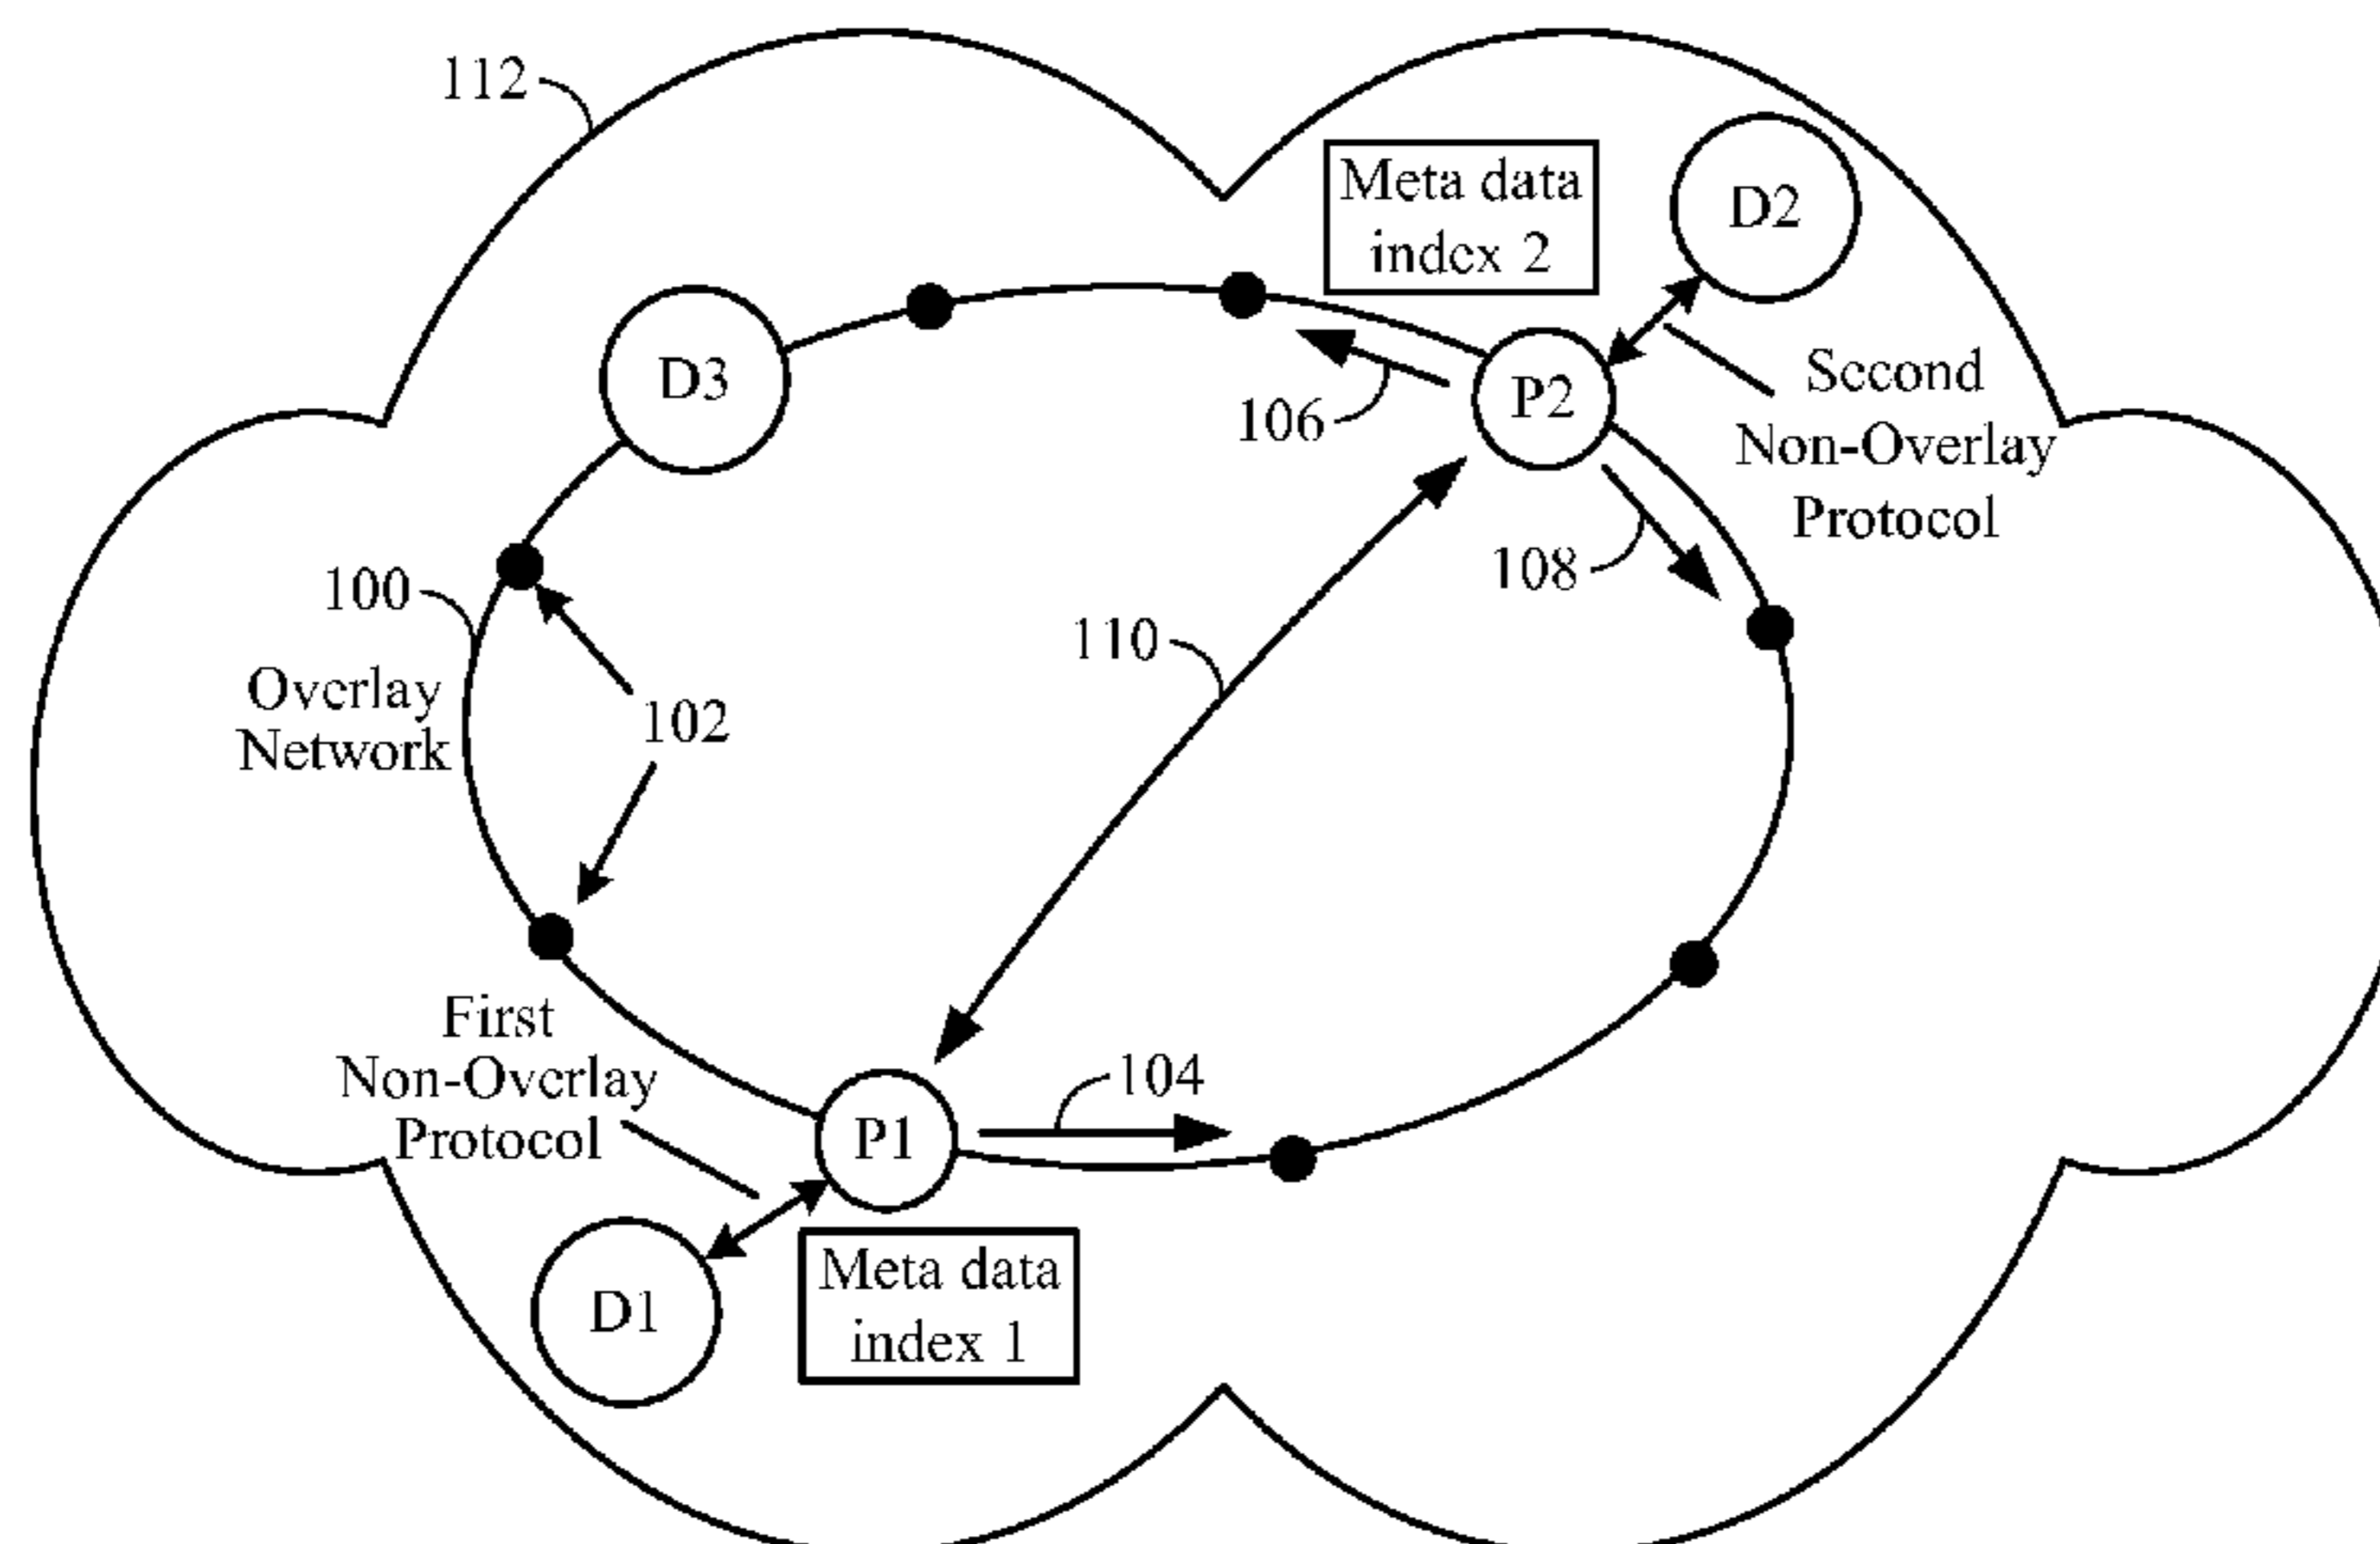 112
Meta data
index 2
D2
D3
P2
106
Second
Non-Overlay
Protocol
108
100
110
Overlay
Network
102
First
Non-Overlay
Protocol
104
P1
D1
Meta data
index 1